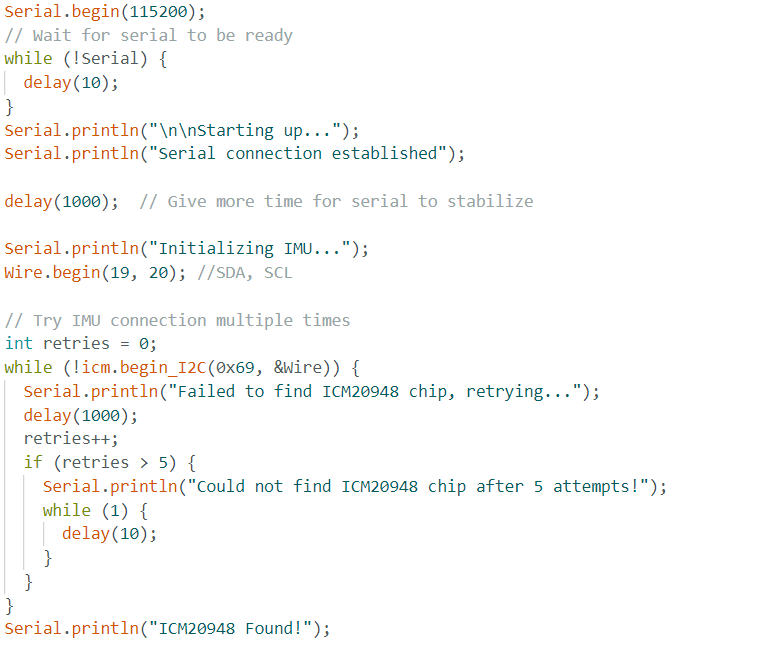 Serial.begin(115200);
// Wait for serial to be ready
while (!Serial) {
  delay(10);
}
Serial.println("\n\nStarting up...");
Serial.println("Serial connection established");

delay(1000);  // Give more time for serial to stabilize

Serial.println("Initializing IMU...");
Wire.begin(19, 20); //SDA, SCL

// Try IMU connection multiple times
int retries = 0;
while (!icm.begin_I2C(0x69, &Wire)) {
  Serial.println("Failed to find ICM20948 chip, retrying...");
  delay(1000);
  retries++;
  if (retries > 5) {
    Serial.println("Could not find ICM20948 chip after 5 attempts!");
    while (1) {
      delay(10);
    }
  }
}
Serial.println("ICM20948 Found!");